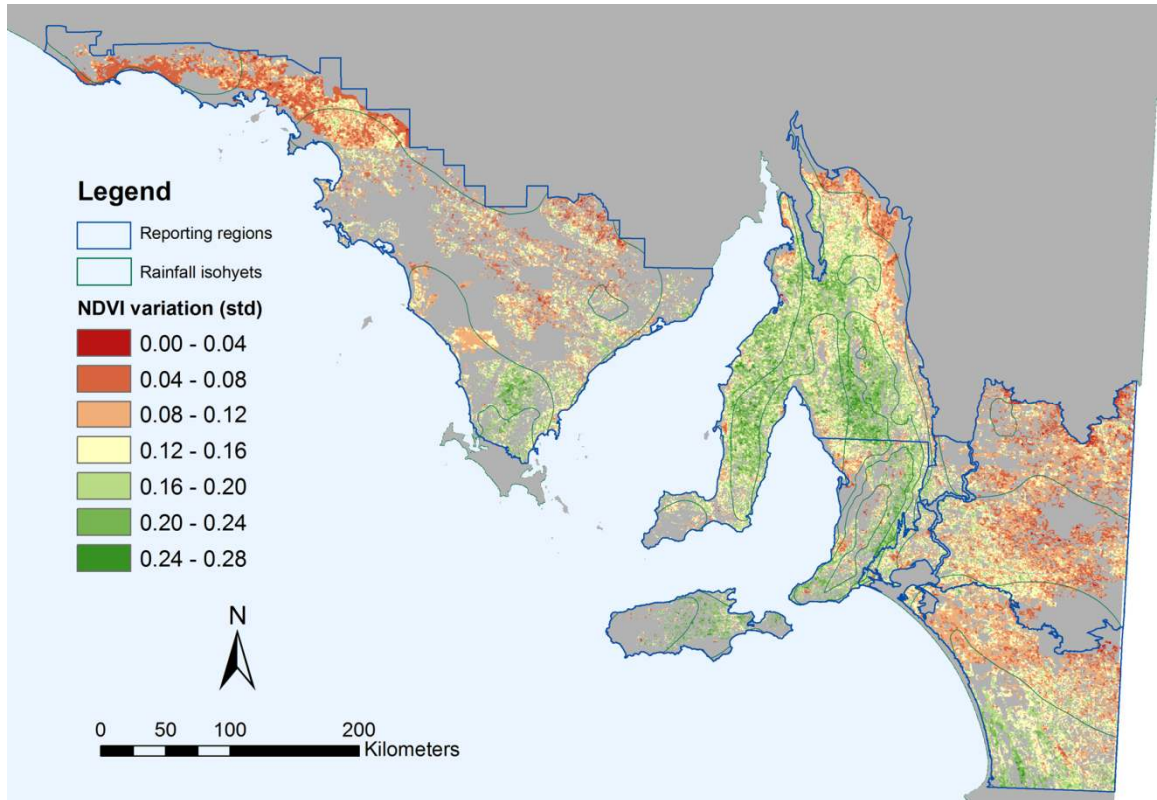 Legend
Reporting regions
Rainfall isohyets
NDVI variation (std)
0.00 - 0.04
0.04 - 0.08
0.08 - 0.12
0.12 - 0.16
0.16 - 0.20
0.20 - 0.24
0.24 - 0.28
N
0 50 100 200
Kilometers